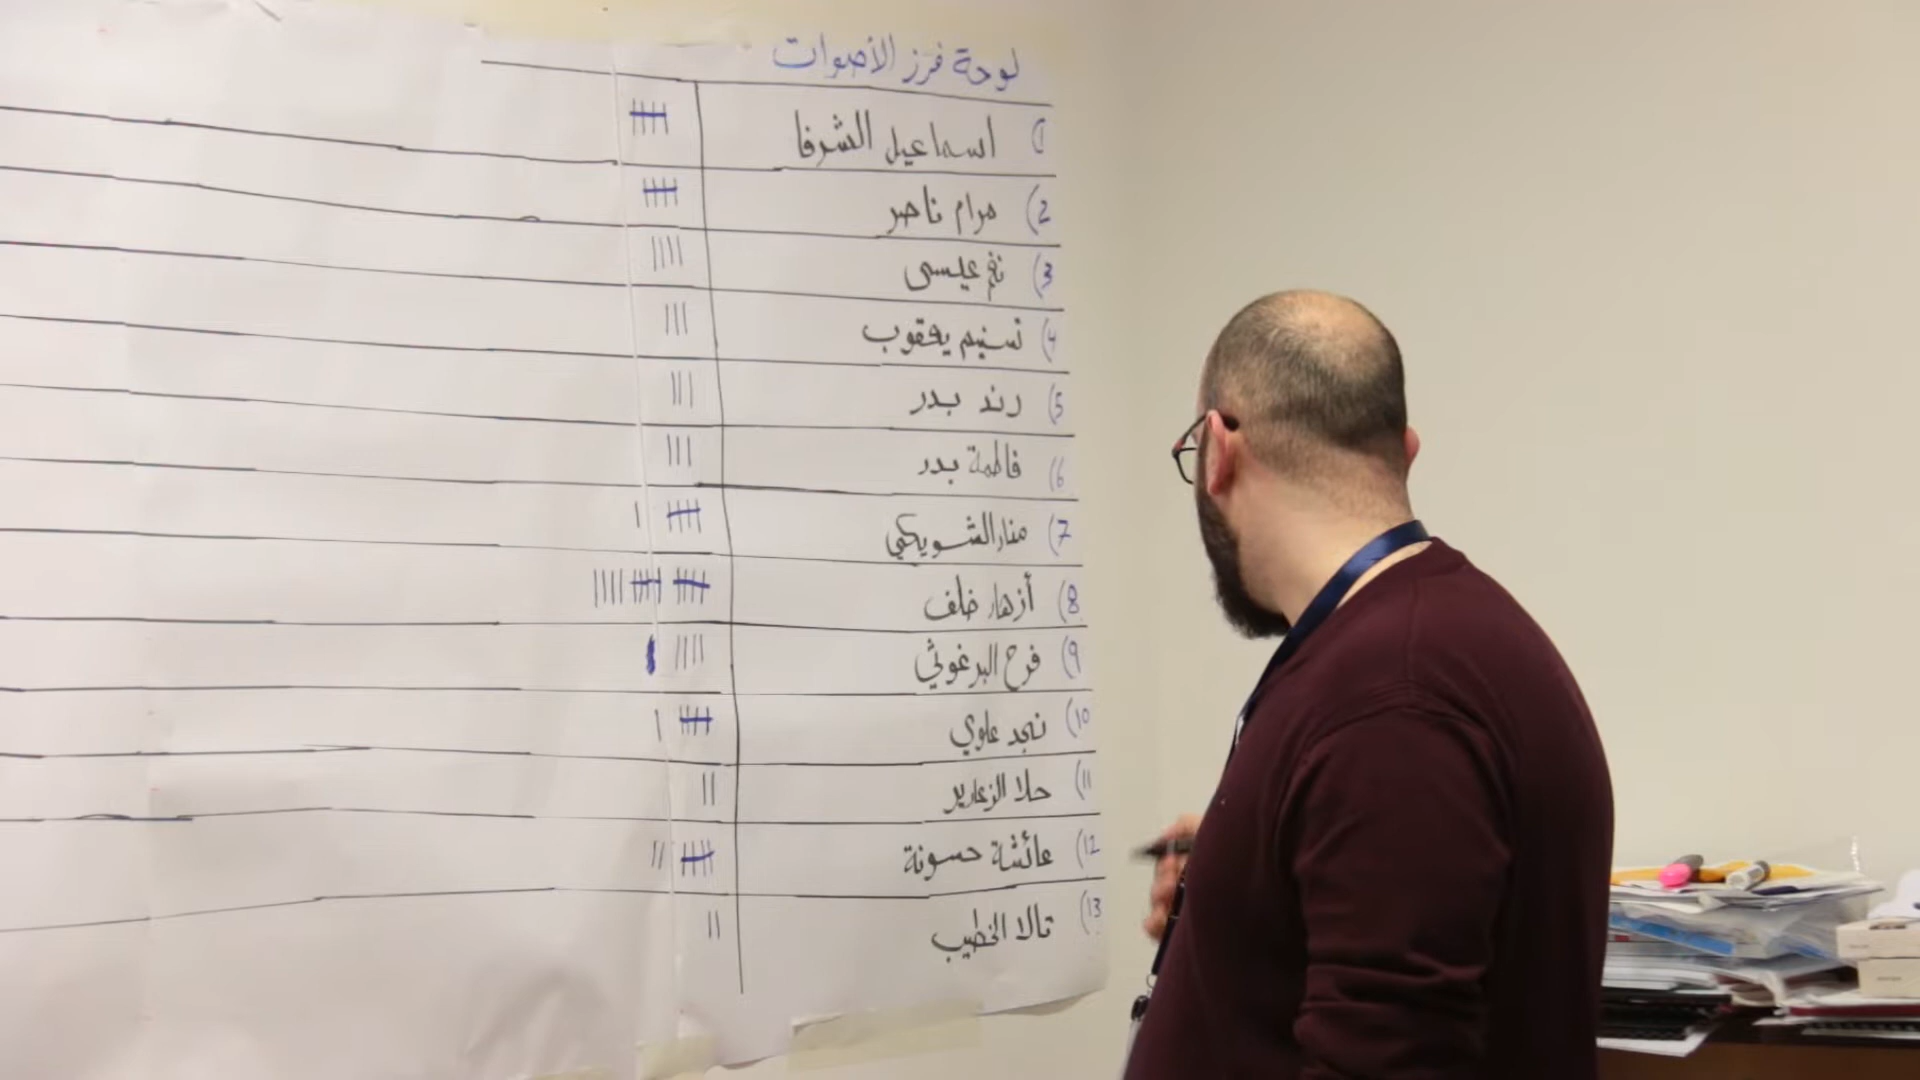 لوحة فرز الأصوات
1) اسماعيل الشرفا
2) مرام ناصر
3) نغم عيسى
4) تسنيم يعقوب
5) رند بدر
6) فاطمة بدر
7) منار الشويكي
8) أزهار خلف
9) فرح البرغوثي
10) نجد علوي
11) حلا الزعارير
12) عائشة حسونة
13) تالا الخطيب